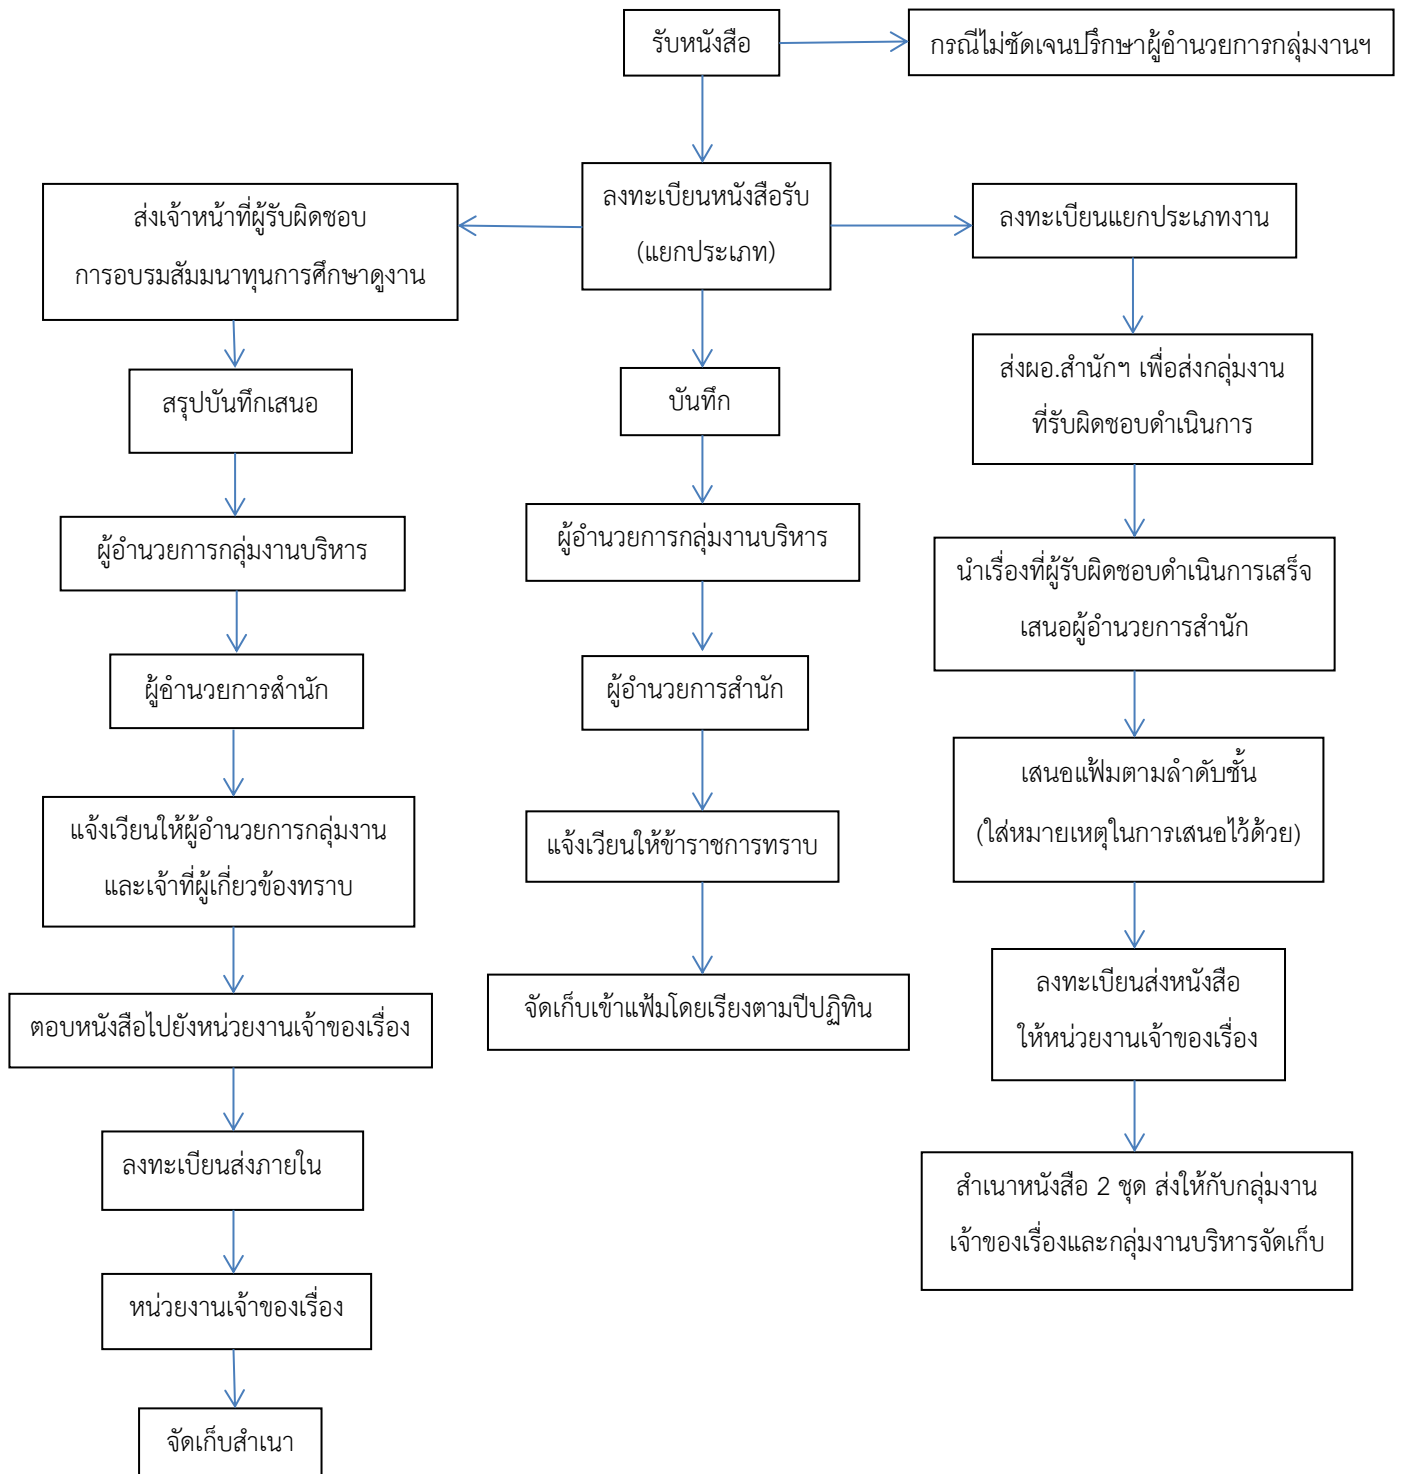 รับหนังสือ
กรณีไม่ชัดเจนปรึกษาผู้อำนวยการกลุ่มงานฯ
ลงทะเบียนหนังสือรับ
(แยกประเภท)
ส่งเจ้าหน้าที่ผู้รับผิดชอบ
การอบรมสัมมนาทุนการศึกษาดูงาน
สรุปบันทึกเสนอ
ผู้อำนวยการกลุ่มงานบริหาร
ผู้อำนวยการสำนัก
แจ้งเวียนให้ผู้อำนวยการกลุ่มงาน
และเจ้าที่ผู้เกี่ยวข้องทราบ
ตอบหนังสือไปยังหน่วยงานเจ้าของเรื่อง
ลงทะเบียนส่งภายใน
หน่วยงานเจ้าของเรื่อง
จัดเก็บสำเนา
บันทึก
ผู้อำนวยการกลุ่มงานบริหาร
ผู้อำนวยการสำนัก
แจ้งเวียนให้ข้าราชการทราบ
จัดเก็บเข้าแฟ้มโดยเรียงตามปีปฏิทิน
ลงทะเบียนแยกประเภทงาน
ส่งผอ.สำนักฯ เพื่อส่งกลุ่มงาน
ที่รับผิดชอบดำเนินการ
นำเรื่องที่ผู้รับผิดชอบดำเนินการเสร็จ
เสนอผู้อำนวยการสำนัก
เสนอแฟ้มตามลำดับชั้น
(ใส่หมายเหตุในการเสนอไว้ด้วย)
ลงทะเบียนส่งหนังสือ
ให้หน่วยงานเจ้าของเรื่อง
สำเนาหนังสือ 2 ชุด ส่งให้กับกลุ่มงาน
เจ้าของเรื่องและกลุ่มงานบริหารจัดเก็บ